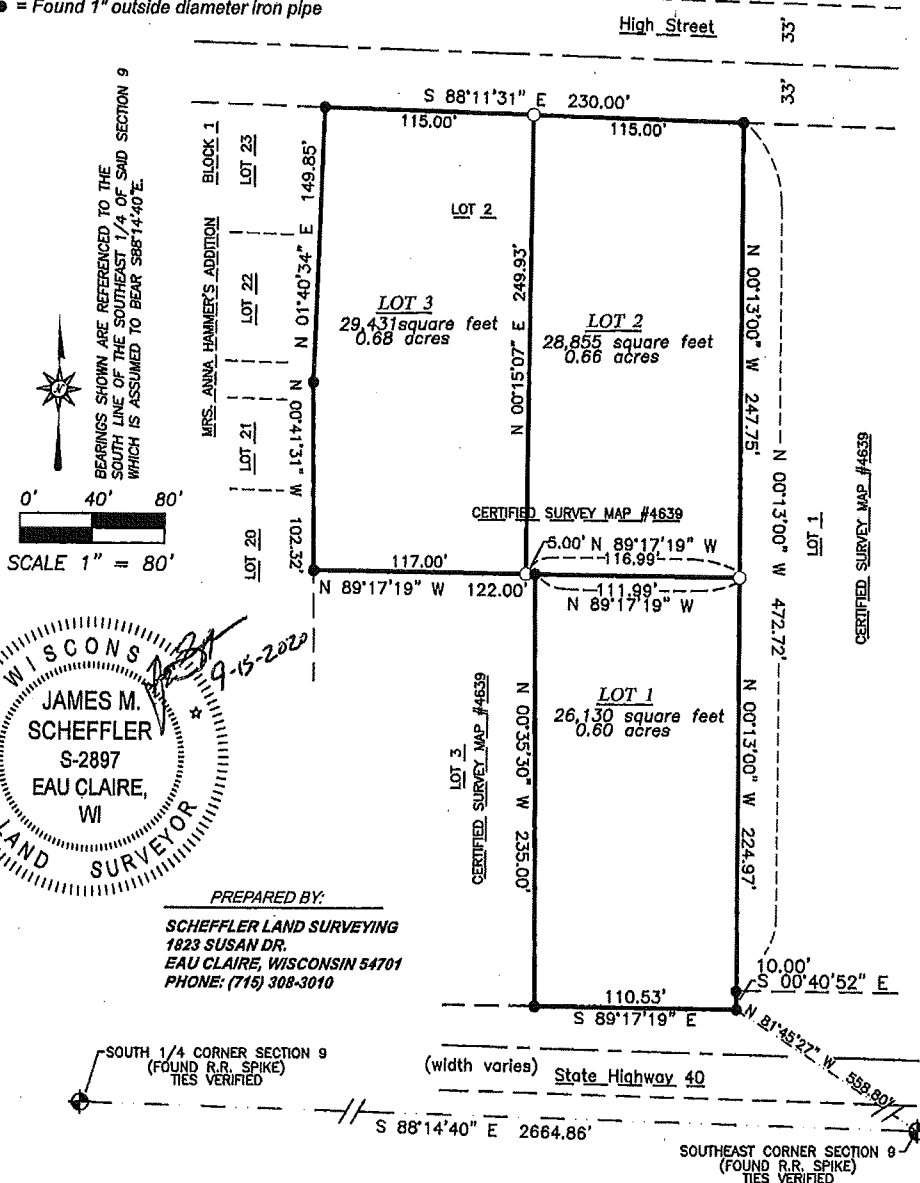 = Found 1" outside diameter iron pipe
High Street
33'
33'
S 88°11'31" E 230.00'
115.00'
115.00'
BEARINGS SHOWN ARE REFERENCED TO THE
SOUTH LINE OF THE SOUTHEAST 1/4 OF SAID SECTION 9
WHICH IS ASSUMED TO BEAR S88°14'40"E.
N
0' 40' 80'
SCALE 1" = 80'
MRS. ANNA HAMMER'S ADDITION BLOCK 1
LOT 23
LOT 22
LOT 21
LOT 20
N 01°40'34" E 149.85'
N 00°41'31" W 102.32'
LOT 2
LOT 3
29,431square feet
0.68 acres
N 00°15'07" E 249.93'
LOT 2
28,855 square feet
0.66 acres
N 00°13'00" W 247.75'
N 00°13'00" W 472.72'
LOT 1
CERTIFIED SURVEY MAP #4639
CERTIFIED SURVEY MAP #4639
5.00' N 89°17'19" W
116.99'
117.00'
N 89°17'19" W 122.00'
111.99'
N 89°17'19" W
LOT 1
26,130 square feet
0.60 acres
LOT 3
CERTIFIED SURVEY MAP #4639
N 00°35'30" W 235.00'
N 00°13'00" W 224.97'
WISCONSIN
JAMES M.
SCHEFFLER
S-2897
EAU CLAIRE,
WI
LAND SURVEYOR
9-15-2020
PREPARED BY:
SCHEFFLER LAND SURVEYING
1823 SUSAN DR.
EAU CLAIRE, WISCONSIN 54701
PHONE: (715) 308-3010
10.00'
S 00°40'52" E
110.53'
S 89°17'19" E
N 81°45'27" W 558.80'
SOUTH 1/4 CORNER SECTION 9
(FOUND R.R. SPIKE)
TIES VERIFIED
(width varies) State Highway 40
S 88°14'40" E 2664.86'
SOUTHEAST CORNER SECTION 9
(FOUND R.R. SPIKE)
TIES VERIFIED